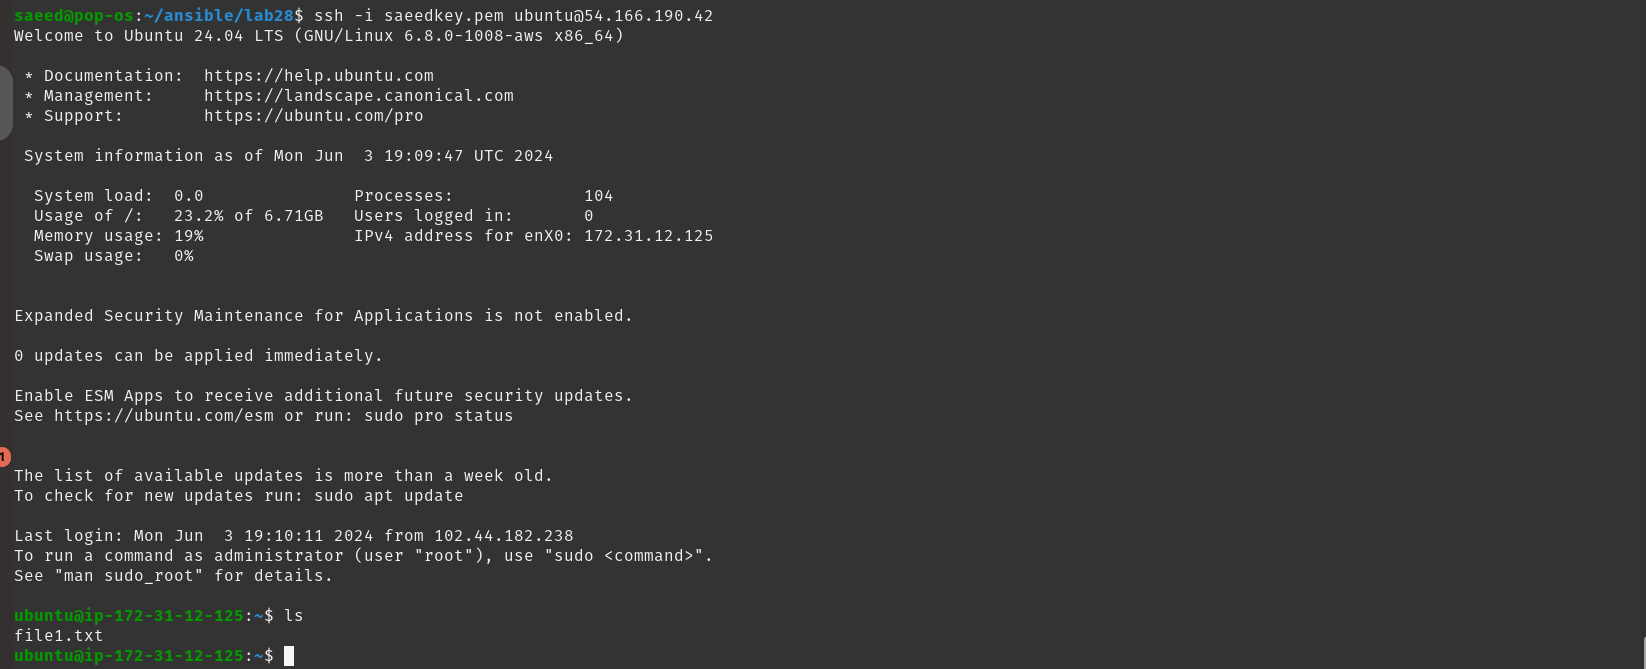 saeed@pop-os:~/ansible/lab28$ ssh -i saeedkey.pem ubuntu@54.166.190.42
Welcome to Ubuntu 24.04 LTS (GNU/Linux 6.8.0-1008-aws x86_64)

 * Documentation:  https://help.ubuntu.com
 * Management:     https://landscape.canonical.com
 * Support:        https://ubuntu.com/pro

 System information as of Mon Jun  3 19:09:47 UTC 2024

  System load:  0.0               Processes:             104
  Usage of /:   23.2% of 6.71GB   Users logged in:       0
  Memory usage: 19%               IPv4 address for enX0: 172.31.12.125
  Swap usage:   0%

Expanded Security Maintenance for Applications is not enabled.

0 updates can be applied immediately.

Enable ESM Apps to receive additional future security updates.
See https://ubuntu.com/esm or run: sudo pro status

1
The list of available updates is more than a week old.
To check for new updates run: sudo apt update

Last login: Mon Jun  3 19:10:11 2024 from 102.44.182.238
To run a command as administrator (user "root"), use "sudo <command>".
See "man sudo_root" for details.

ubuntu@ip-172-31-12-125:~$ ls
file1.txt
ubuntu@ip-172-31-12-125:~$